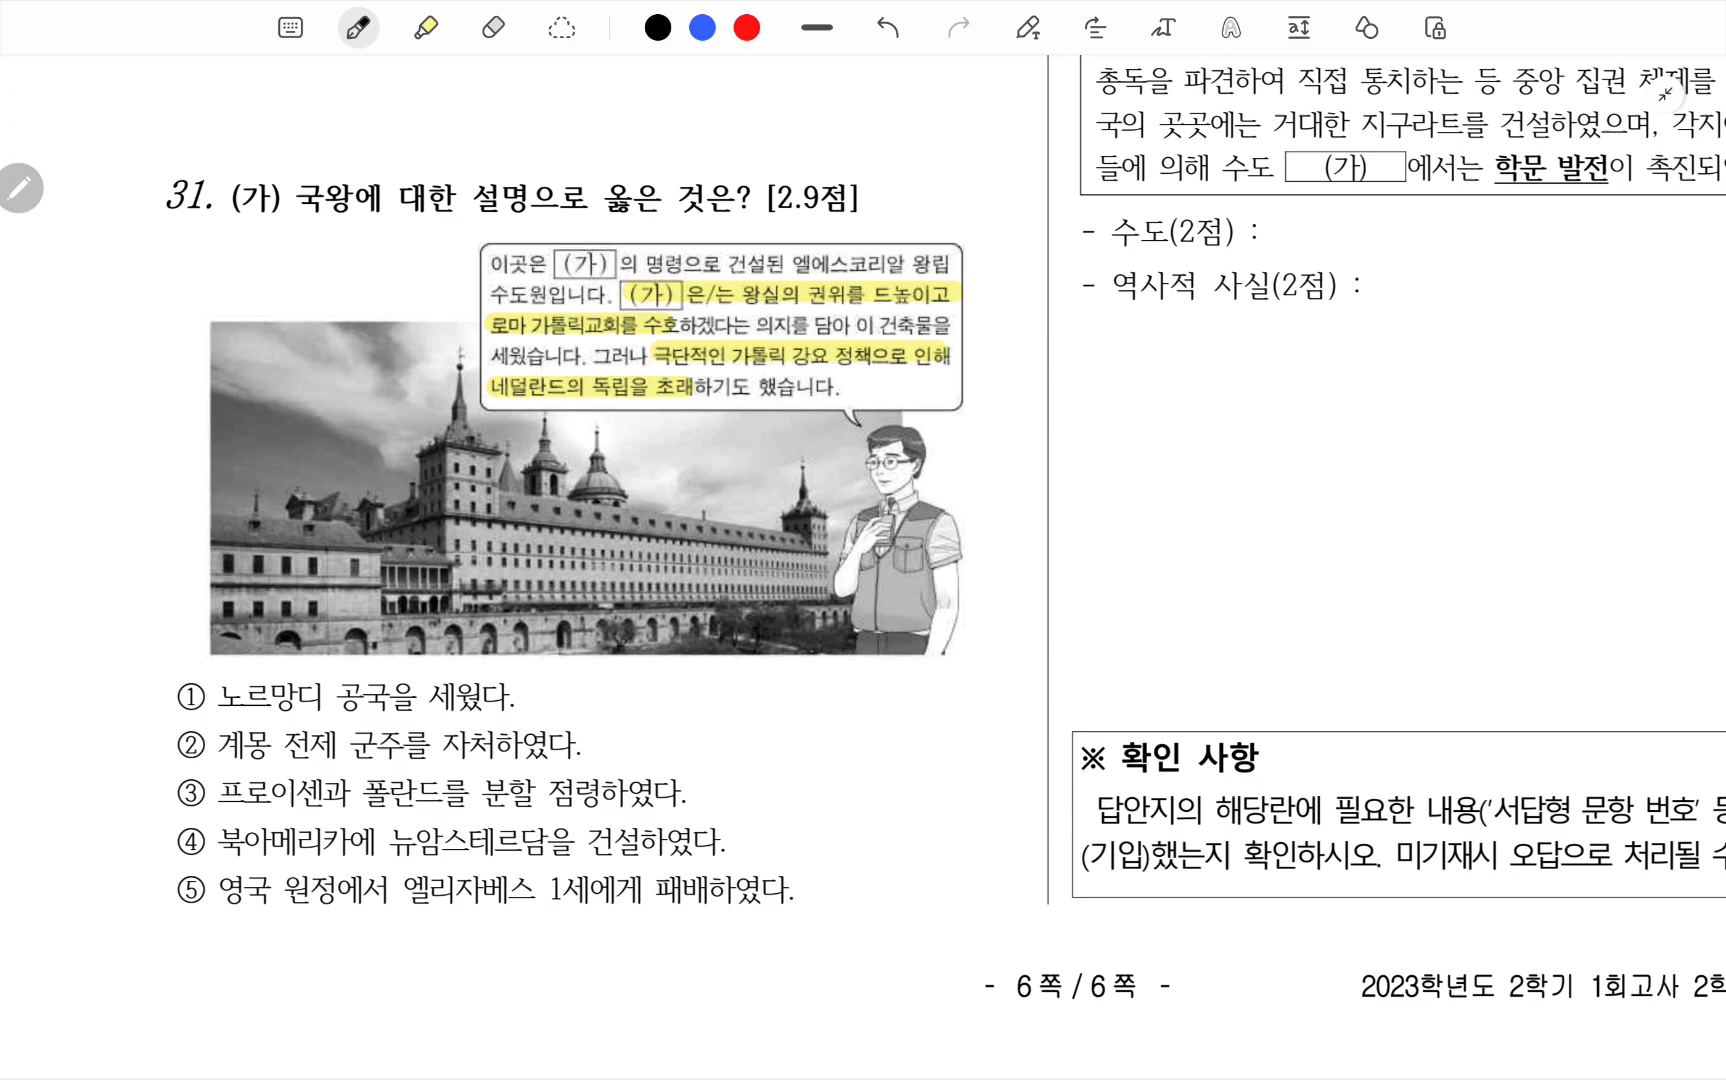 31. (가) 국왕에 대한 설명으로 옳은 것은? [2.9점]
이곳은 (가) 의 명령으로 건설된 엘에스코리알 왕립
수도원입니다. (가) 은/는 왕실의 권위를 드높이고
로마 가톨릭교회를 수호하겠다는 의지를 담아 이 건축물을
세웠습니다. 그러나 극단적인 가톨릭 강요 정책으로 인해
네덜란드의 독립을 초래하기도 했습니다.
① 노르망디 공국을 세웠다.
② 계몽 전제 군주를 자처하였다.
③ 프로이센과 폴란드를 분할 점령하였다.
④ 북아메리카에 뉴암스테르담을 건설하였다.
⑤ 영국 원정에서 엘리자베스 1세에게 패배하였다.
총독을 파견하여 직접 통치하는 등 중앙 집권
국의 곳곳에는 거대한 지구라트를 건설하였으며, 각지
들에 의해 수도 (가) 에서는 학문 발전이 촉진되
- 수도(2점) :
- 역사적 사실(2점) :
※ 확인 사항
답안지의 해당란에 필요한 내용('서답형 문항 번호'
(기입)했는지 확인하시오. 미기재시 오답으로 처리될
- 6쪽/6쪽 -
2023학년도 2학기 1회고사 2